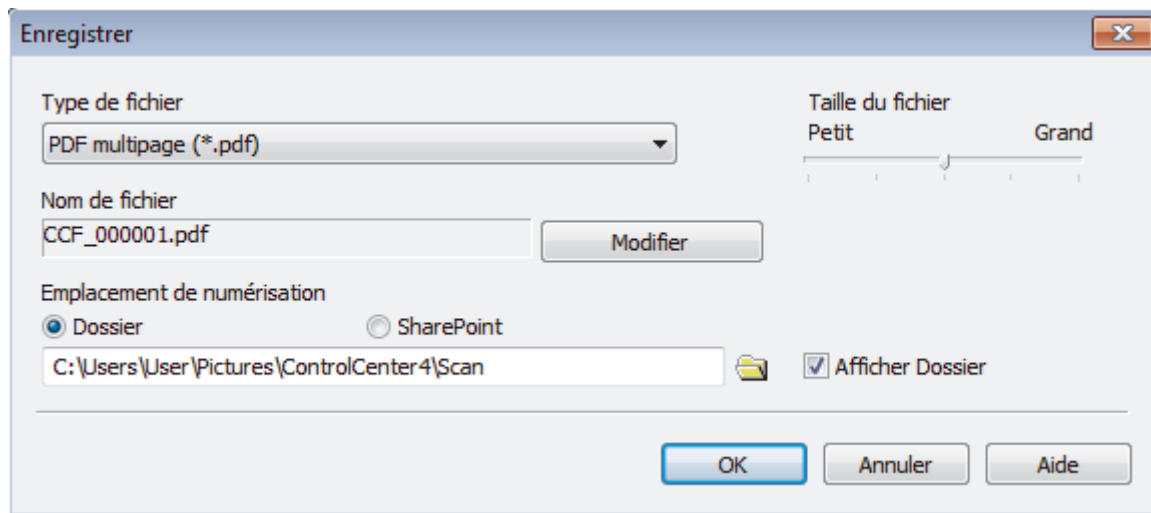 Enregistrer
Type de fichier
PDF multipage (*.pdf)
Taille du fichier
Petit Grand
Nom de fichier
CCF_000001.pdf
Modifier
Emplacement de numérisation
Dossier SharePoint
C:\Users\User\Pictures\ControlCenter4\Scan
Afficher Dossier
OK Annuler Aide